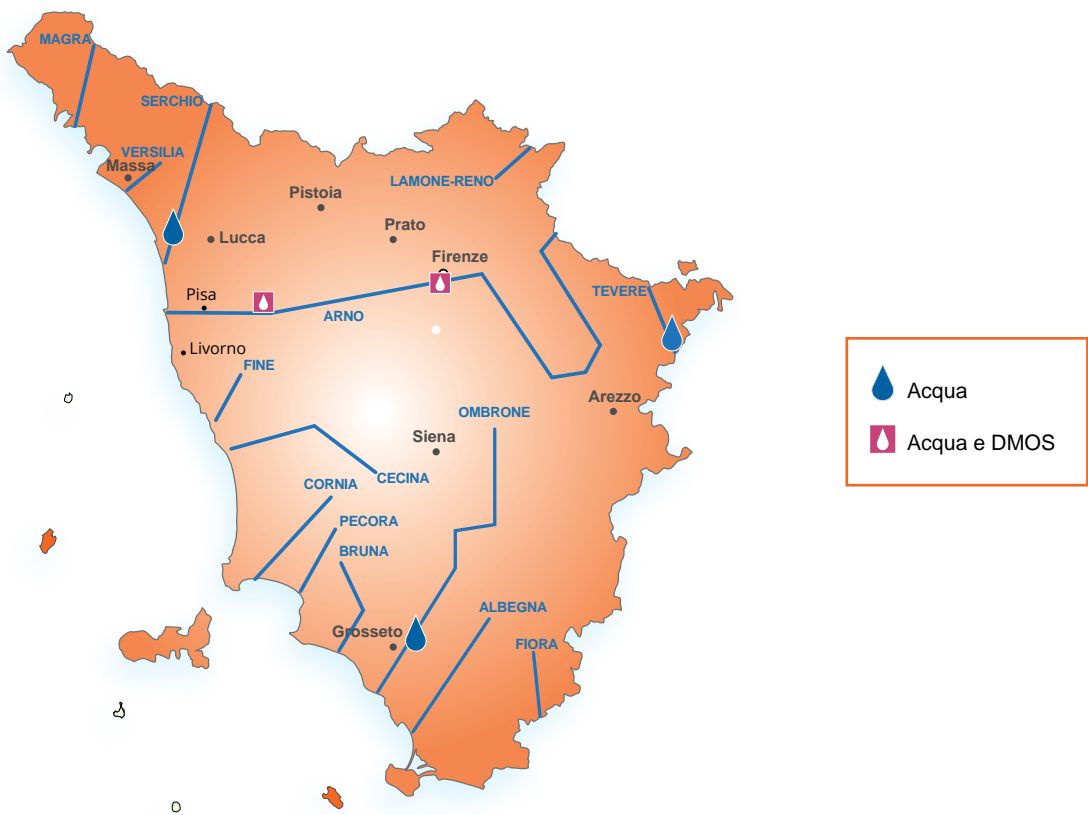 MAGRA
SERCHIO
VERSILIA
Massa
LAMONE-RENO
Pistoia
Prato
Lucca
Firenze
TEVERE
Pisa
ARNO
Livorno
FINE
Arezzo
OMBRONE
Siena
CECINA
CORNIA
PECORA
BRUNA
ALBEGNA
Grosseto
FIORA
Acqua
Acqua e DMOS